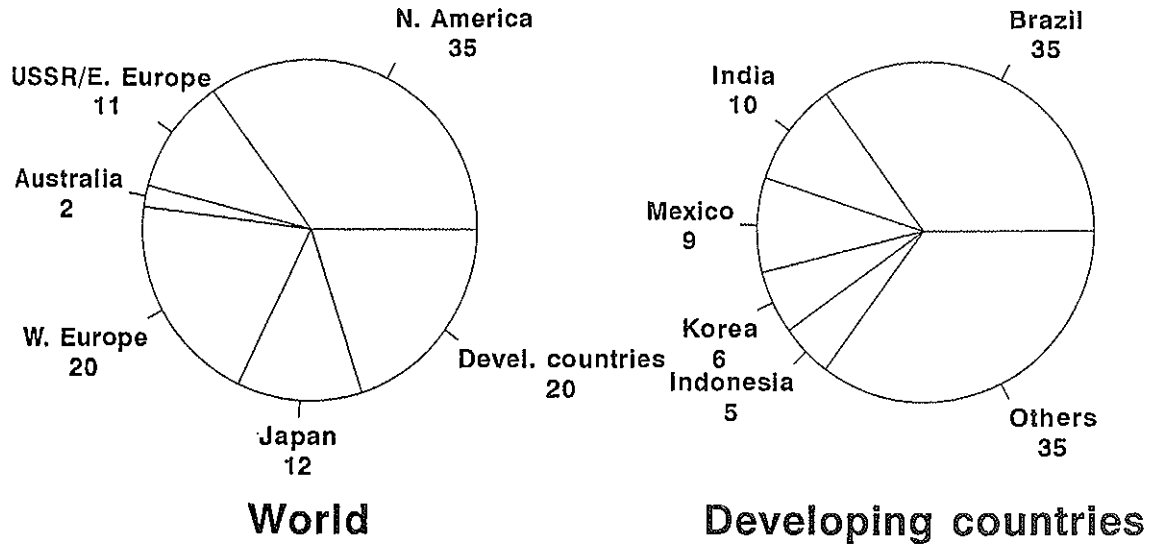 N. America
35
USSR/E. Europe
11
Australia
2
W. Europe
20
Japan
12
Devel. countries
20
World
Brazil
35
India
10
Mexico
9
Korea
6
Indonesia
5
Others
35
Developing countries